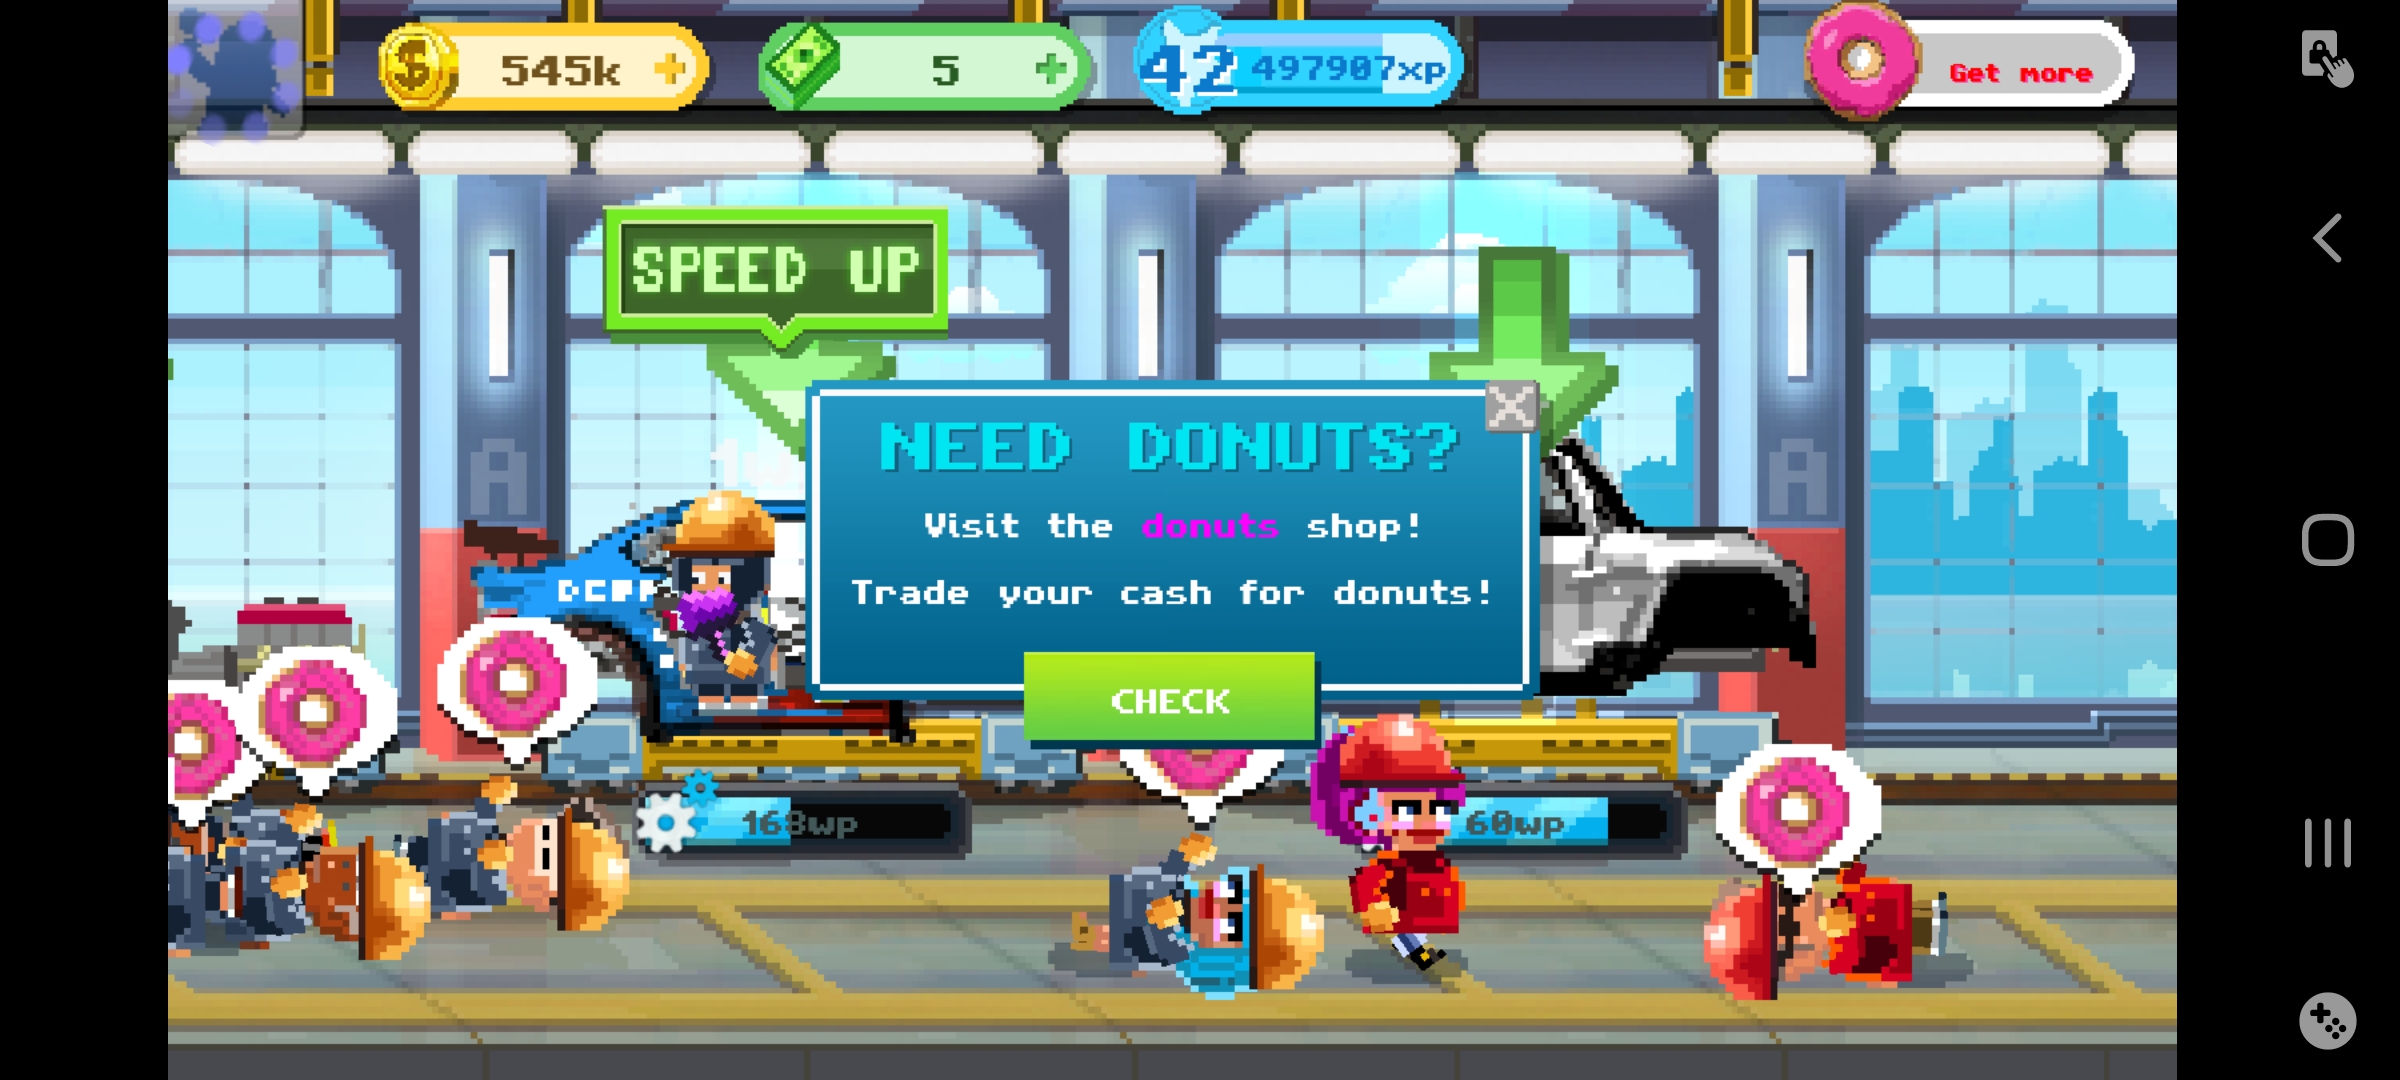 545k
5
42
497907xp
Get more
SPEED UP
A
A
NEED DONUTS?
Visit the donuts shop!
Trade your cash for donuts!
CHECK
168wp
60wp